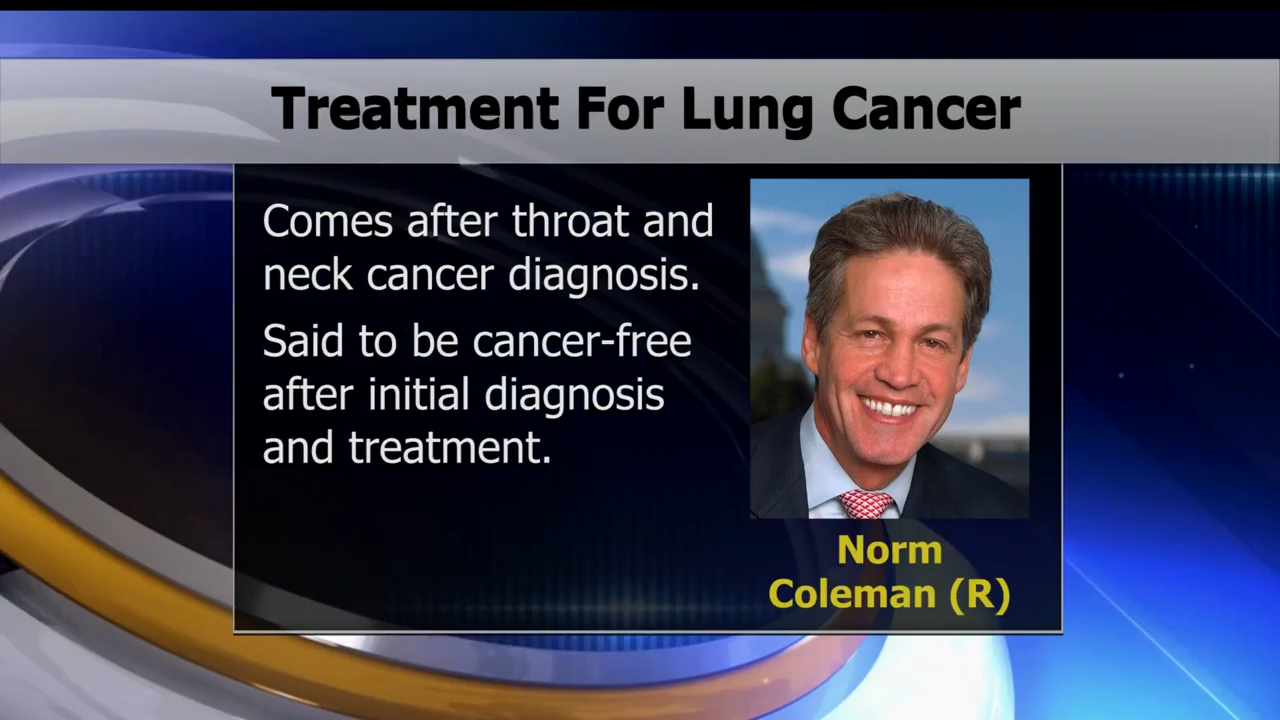 Treatment For Lung Cancer
Comes after throat and
neck cancer diagnosis.
Said to be cancer-free
after initial diagnosis
and treatment.
Norm
Coleman (R)